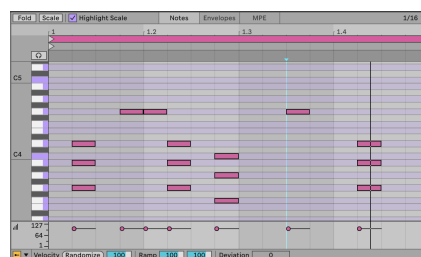 Fold Scale Highlight Scale Notes Envelopes MPE 1/16
1 1.2 1.3 1.4
C5
C4
127
64
1
Velocity Randomize 100 Ramp 100 100 Deviation 0